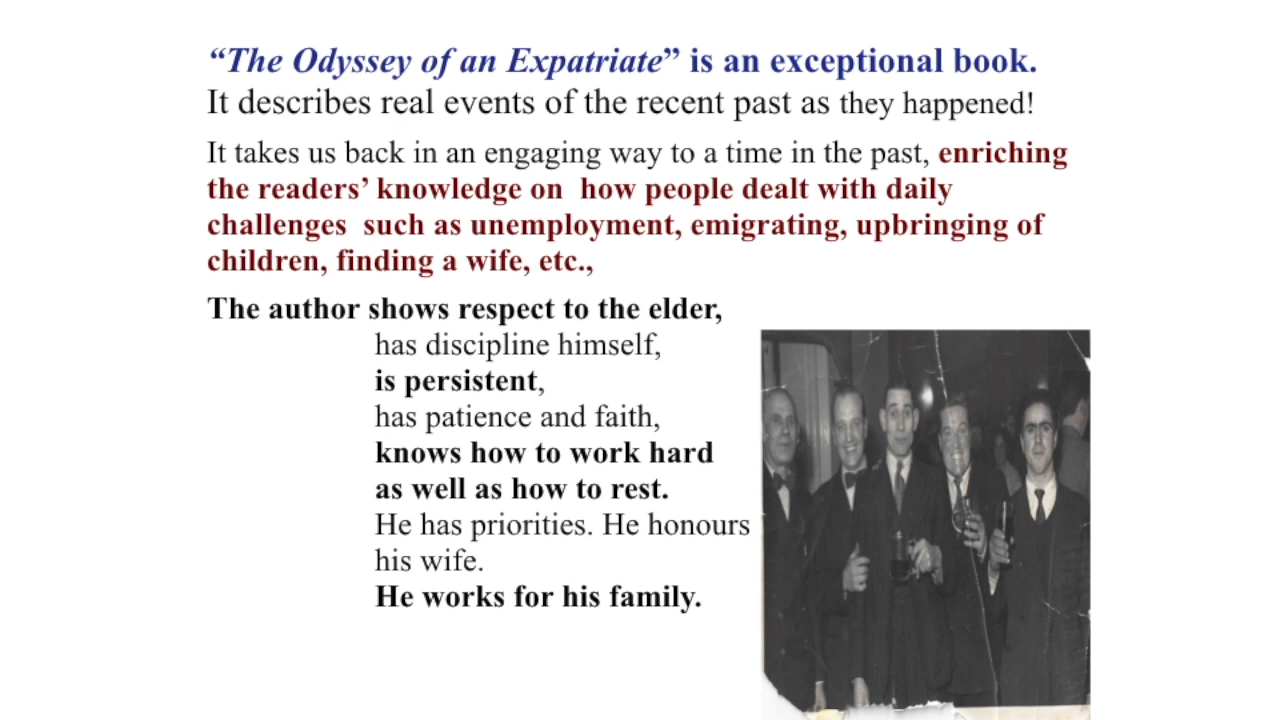 “The Odyssey of an Expatriate” is an exceptional book.
It describes real events of the recent past as they happened!
It takes us back in an engaging way to a time in the past, enriching
the readers’ knowledge on how people dealt with daily
challenges such as unemployment, emigrating, upbringing of
children, finding a wife, etc.,
The author shows respect to the elder,
has discipline himself,
is persistent,
has patience and faith,
knows how to work hard
as well as how to rest.
He has priorities. He honours
his wife.
He works for his family.